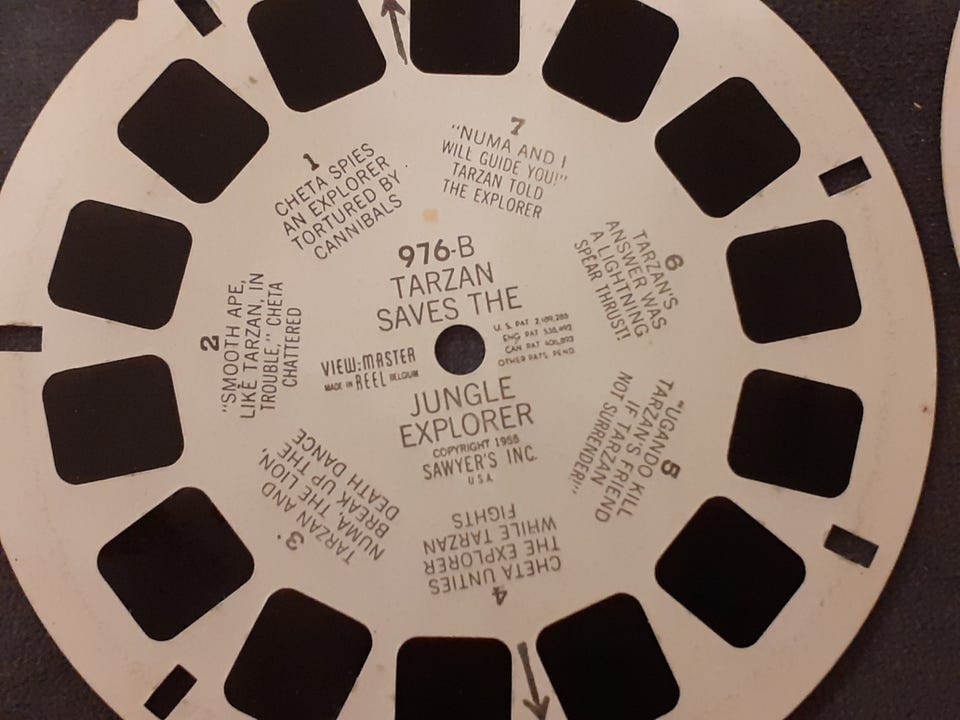 976-B
TARZAN
SAVES THE
JUNGLE
EXPLORER
COPYRIGHT 1955
SAWYER'S INC.
U.S.A.
VIEW-MASTER
MADE IN REEL BELGIUM
U.S. PAT 2,189,285
ENG PAT
CAN PAT
OTHER PATS. PEND.
1
CHETA SPIES
AN EXPLORER
TORTURED BY
CANNIBALS
2
"SMOOTH APE,
LIKE TARZAN, IN
TROUBLE," CHETA
CHATTERED
3
TARZAN AND
NUMA, THE LION,
BREAK UP THE
DEATH DANCE
4
CHETA UNTIES
THE EXPLORER
WHILE TARZAN
FIGHTS
5
"UGANDO KILL
TARZAN'S FRIEND
IF TARZAN
NOT SURRENDER!"
6
TARZAN'S
ANSWER WAS
A LIGHTNING
SPEAR THRUST!
7
"NUMA AND I
WILL GUIDE YOU!"
TARZAN TOLD
THE EXPLORER